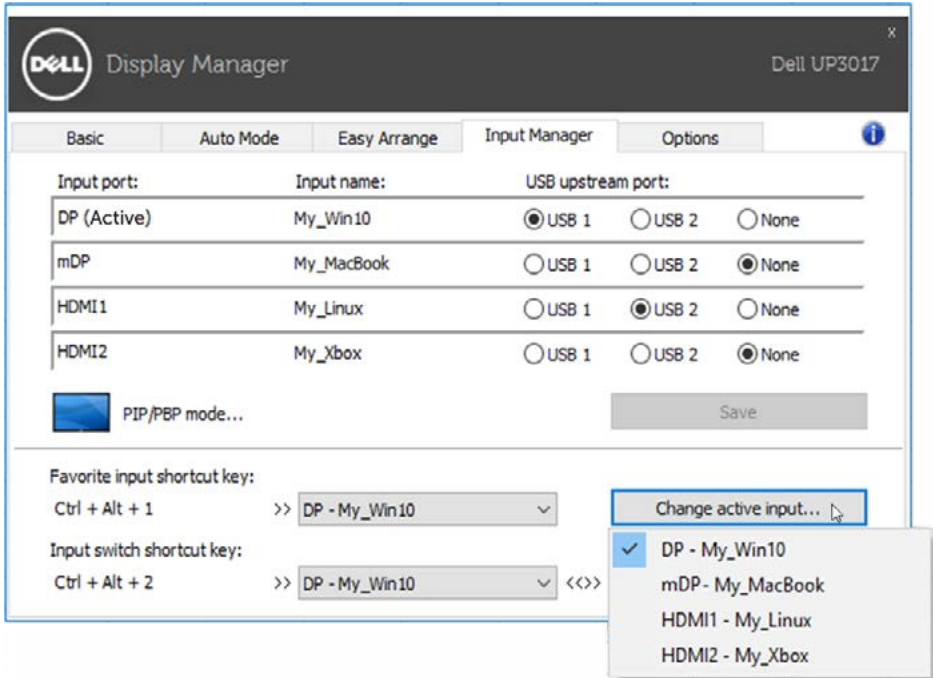 x
DELL Display Manager Dell UP3017
Basic Auto Mode Easy Arrange Input Manager Options i
Input port: Input name: USB upstream port:
DP (Active) My_Win10 USB 1 USB 2 None
mDP My_MacBook USB 1 USB 2 None
HDMI1 My_Linux USB 1 USB 2 None
HDMI2 My_Xbox USB 1 USB 2 None
PIP/PBP mode... Save
Favorite input shortcut key:
Ctrl + Alt + 1 >> DP - My_Win10 Change active input...
Input switch shortcut key:
Ctrl + Alt + 2 >> DP - My_Win10 <<>>
DP - My_Win10
mDP- My_MacBook
HDMI1 - My_Linux
HDMI2 - My_Xbox